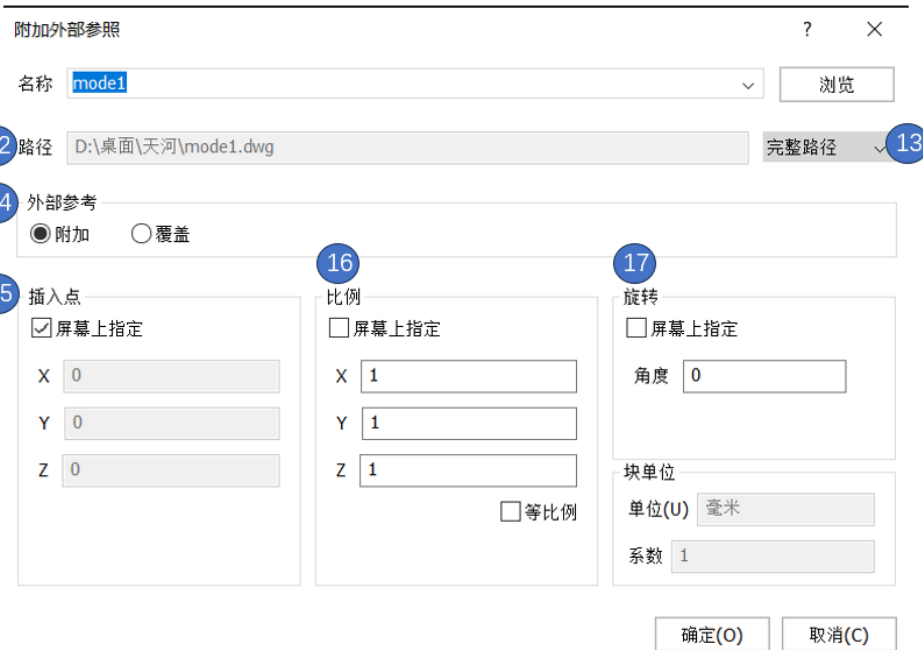 附加外部参照 ?
名称 mode1 浏览
2 路径 D:\桌面\天河\mode1.dwg 完整路径 13
4 外部参考
附加 覆盖
16 17
5 插入点 比例 旋转
屏幕上指定 屏幕上指定 屏幕上指定
X 0 X 1 角度 0
Y 0 Y 1
Z 0 Z 1 块单位
等比例 单位(U) 毫米
系数 1
确定(O) 取消(C)